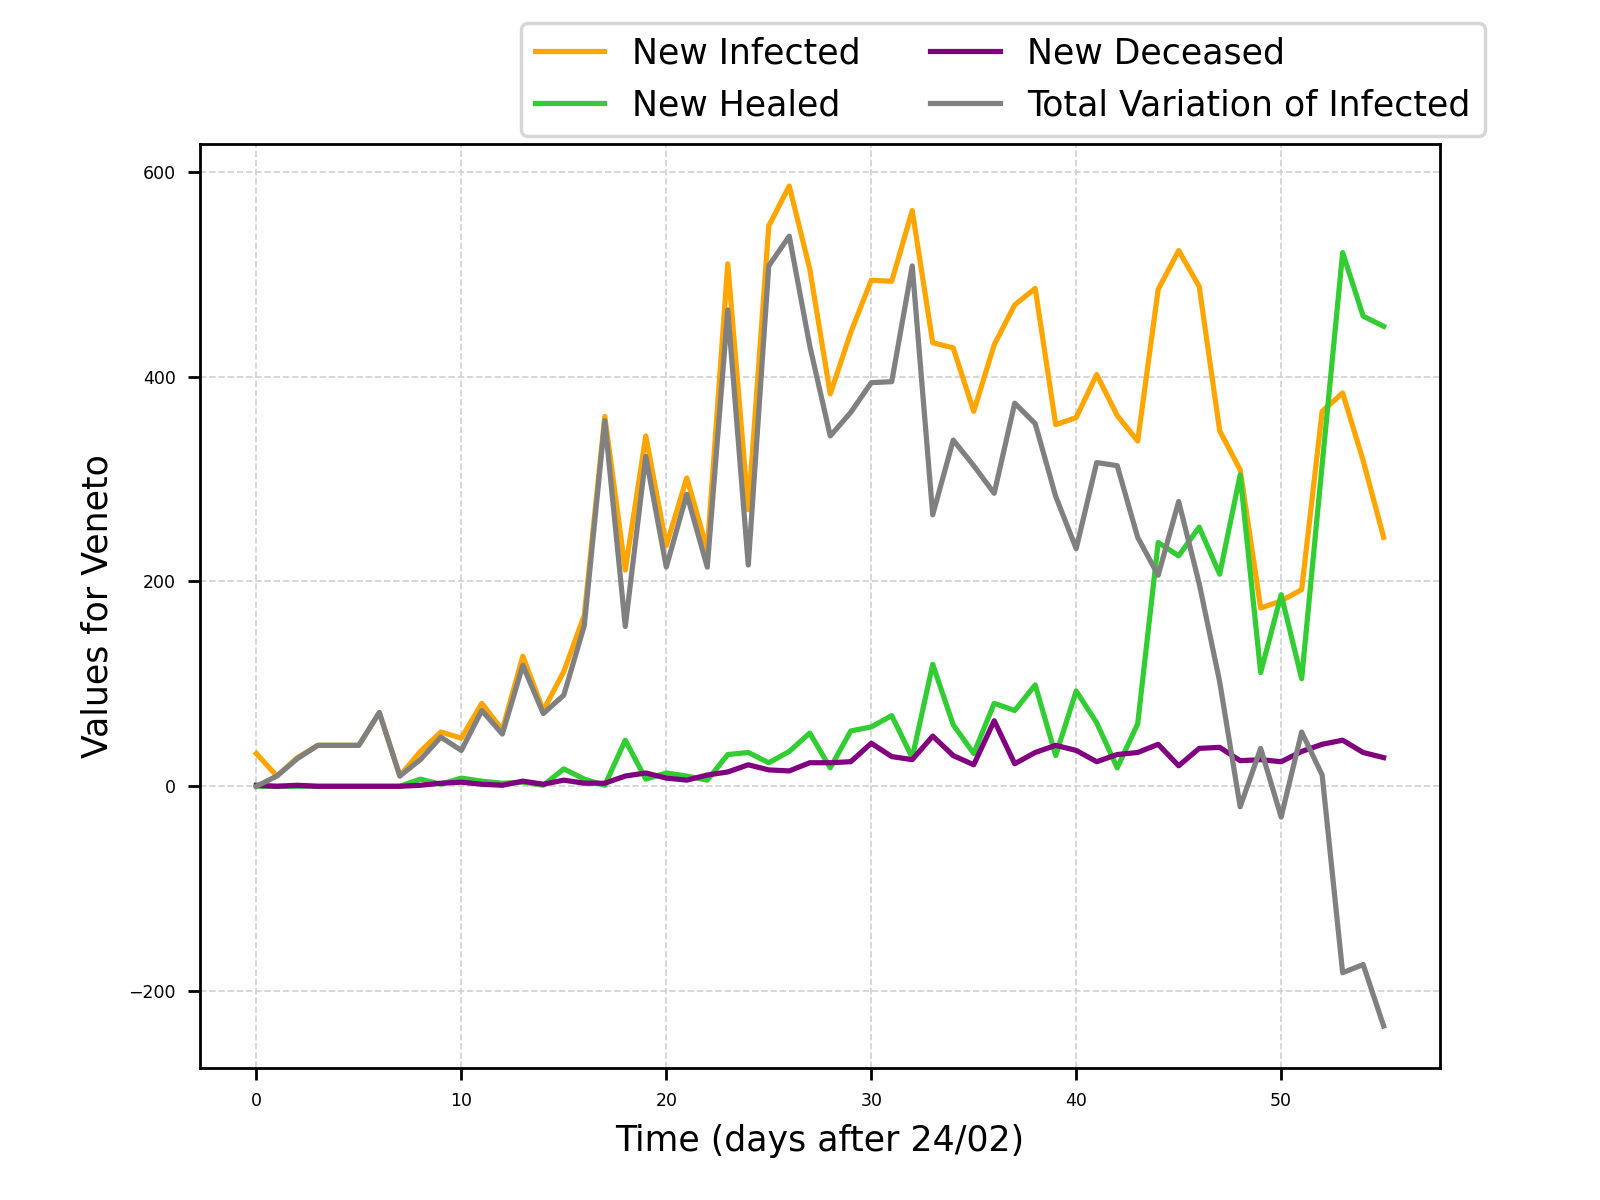 New Infected
New Healed
New Deceased
Total Variation of Infected
600
400
200
0
−200
Values for Veneto
0 10 20 30 40 50
Time (days after 24/02)